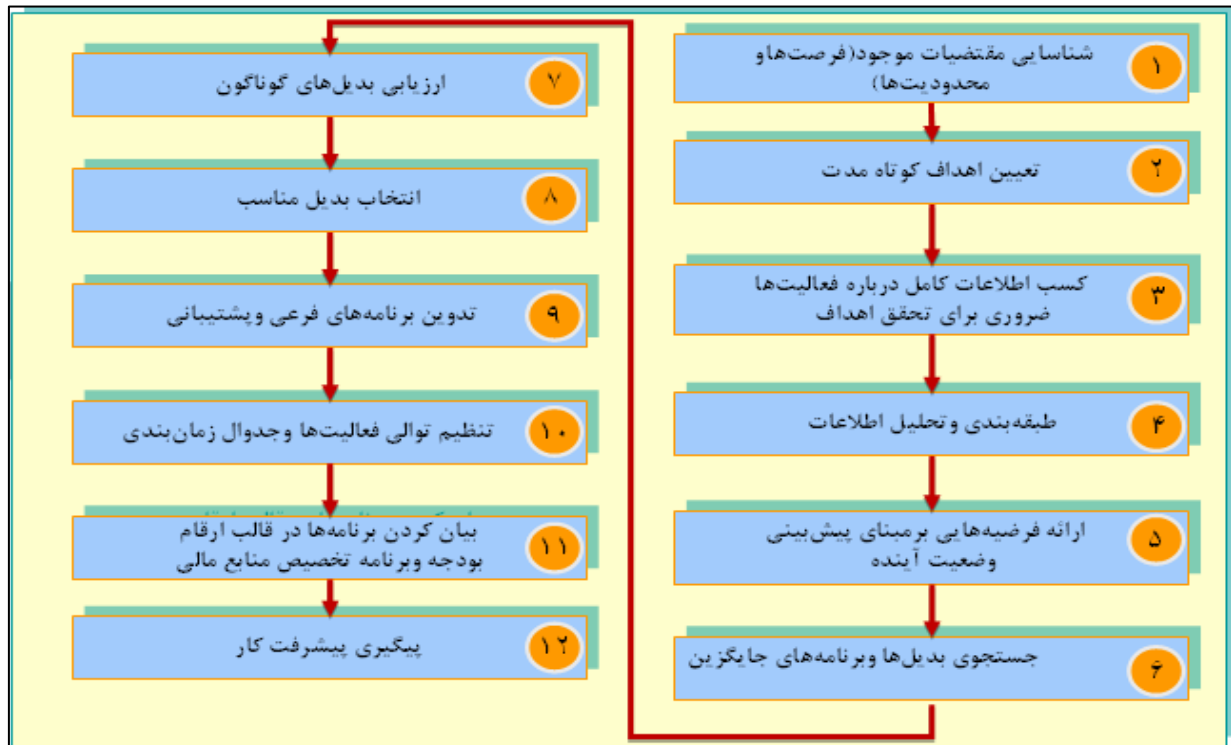 ۱
شناسایی مقتضیات موجود(فرصت‌هاو
محدودیت‌ها)
۲
تعیین اهداف کوتاه مدت
۳
کسب اطلاعات کامل درباره فعالیت‌ها
ضروری برای تحقق اهداف
۴
طبقه‌بندی وتحلیل اطلاعات
۵
ارائه فرضیه‌هایی برمبنای پیش‌بینی
وضعیت آینده
۶
جستجوی بدیل‌ها وبرنامه‌های جایگزین
۷
ارزیابی بدیل‌های گوناگون
۸
انتخاب بدیل مناسب
۹
تدوین برنامه‌های فرعی وپشتیبانی
۱۰
تنظیم توالی فعالیت‌ها وجدوال زمان‌بندی
۱۱
بیان کردن برنامه‌ها در قالب ارقام
بودجه وبرنامه تخصیص منابع مالی
۱۲
پیگیری پیشرفت کار